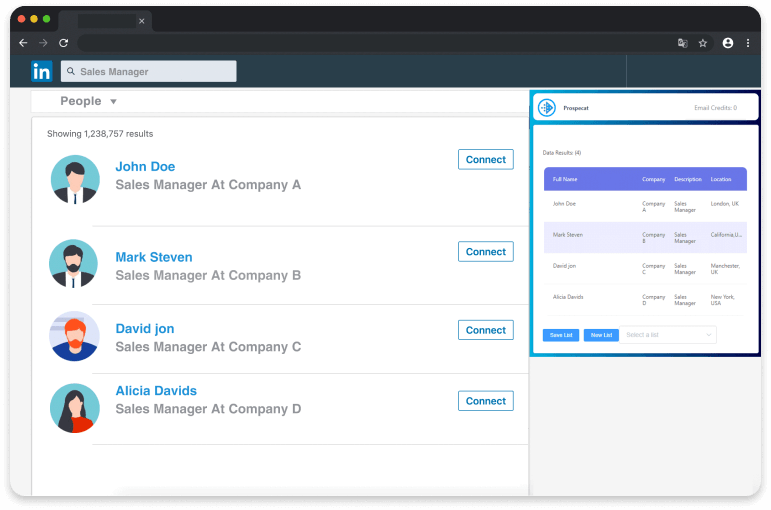 in
Sales Manager
People
Showing 1,238,757 results
John Doe
Sales Manager At Company A
Connect
Mark Steven
Sales Manager At Company B
Connect
David jon
Sales Manager At Company C
Connect
Alicia Davids
Sales Manager At Company D
Connect
Prospecat
Email Credits: 0
Data Results: (4)
Full Name Company Description Location
John Doe Company A Sales Manager London, UK
Mark Steven Company B Sales Manager California,U...
David jon Company C Sales Manager Manchester, UK
Alicia Davids Company D Sales Manager New York, USA
Save List New List Select a list